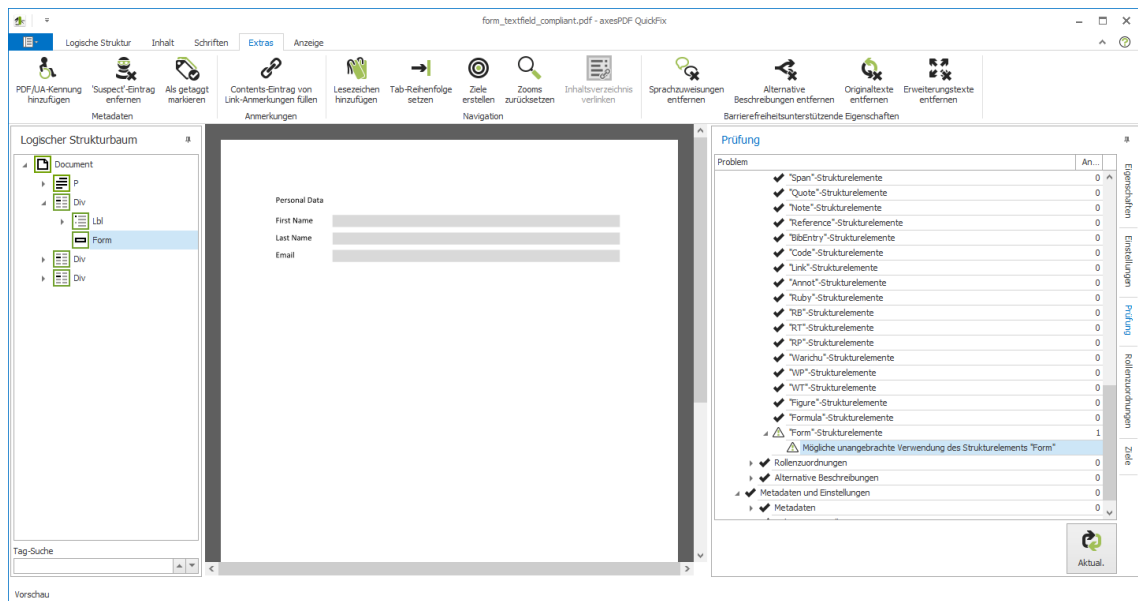 form_textfield_compliant.pdf - axesPDF QuickFix
Logische Struktur Inhalt Schriften Extras Anzeige
PDF/UA-Kennung hinzufügen
'Suspect'-Eintrag entfernen
Als getaggt markieren
Contents-Eintrag von Link-Anmerkungen füllen
Lesezeichen hinzufügen
Tab-Reihenfolge setzen
Ziele erstellen
Zooms zurücksetzen
Inhaltsverzeichnis verlinken
Sprachzuweisungen entfernen
Alternative Beschreibungen entfernen
Originaltexte entfernen
Erweiterungstexte entfernen
Metadaten Anmerkungen Navigation Barrierefreiheitsunterstützende Eigenschaften
Logischer Strukturbaum
Document
P
Div
Lbl
Form
Div
Div
Tag-Suche
Vorschau
Personal Data
First Name
Last Name
Email
Prüfung
Problem An...
"Span"-Strukturelemente 0
"Quote"-Strukturelemente 0
"Note"-Strukturelemente 0
"Reference"-Strukturelemente 0
"BibEntry"-Strukturelemente 0
"Code"-Strukturelemente 0
"Link"-Strukturelemente 0
"Annot"-Strukturelemente 0
"Ruby"-Strukturelemente 0
"RB"-Strukturelemente 0
"RT"-Strukturelemente 0
"RP"-Strukturelemente 0
"Warichu"-Strukturelemente 0
"WP"-Strukturelemente 0
"WT"-Strukturelemente 0
"Figure"-Strukturelemente 0
"Formula"-Strukturelemente 0
"Form"-Strukturelemente 1
Mögliche unangebrachte Verwendung des Strukturelements "Form"
Rollenzuordnungen 0
Alternative Beschreibungen 0
Metadaten und Einstellungen 0
Metadaten 0
Aktual.
Eigenschaften
Einstellungen
Prüfung
Rollenzuordnungen
Ziele